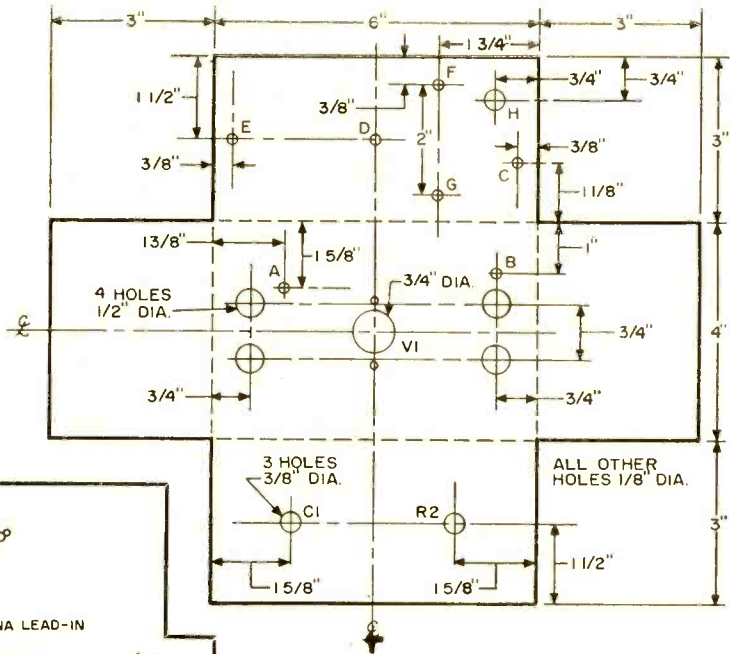 3" 6" 3"
1 3/4"
1 1/2" F 3/4" 3/4"
3/8" H
E D 2" 3"
3/8" C 3/8"
G 1 1/8"
1 3/8" 1 5/8" 1"
A B
4 HOLES 3/4" DIA.
1/2" DIA.
℄ V1 3/4" 4"
3/4" 3/4"
3 HOLES ALL OTHER
3/8" DIA. HOLES 1/8" DIA.
C1 R2 3"
1 5/8" 1 5/8" 1 1/2"
NA LEAD-IN
℄